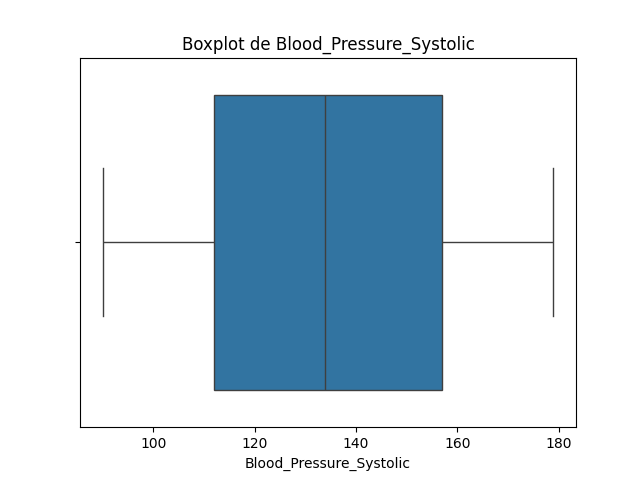 Boxplot de Blood_Pressure_Systolic
100 120 140 160 180
Blood_Pressure_Systolic